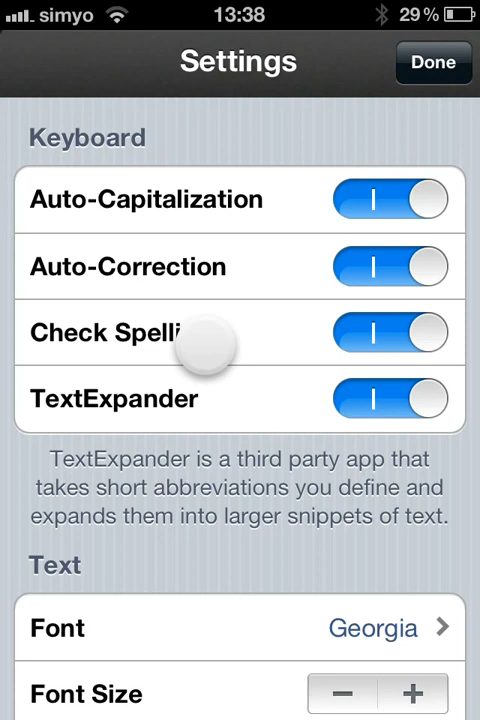 simyo 13:38 29 %
Settings Done
Keyboard
Auto-Capitalization
Auto-Correction
Check Spelli
TextExpander
TextExpander is a third party app that
takes short abbreviations you define and
expands them into larger snippets of text.
Text
Font Georgia
Font Size − +